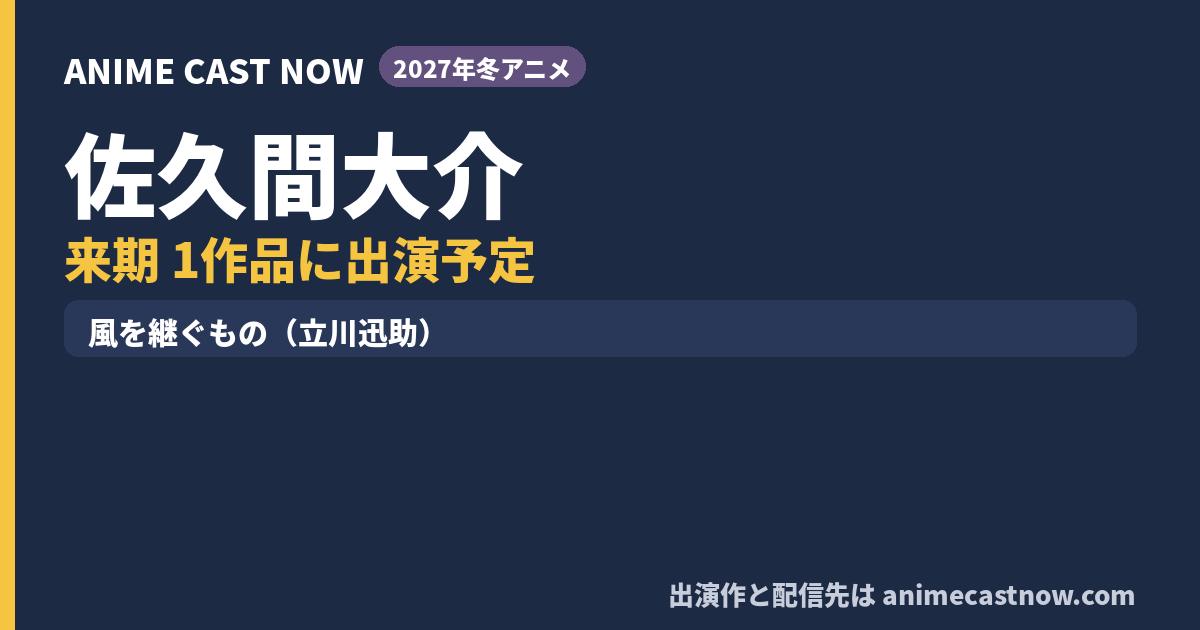 ANIME CAST NOW 2027年冬アニメ
佐久間大介
来期 1作品に出演予定
風を継ぐもの（立川迅助）
出演作と配信先は animecastnow.com